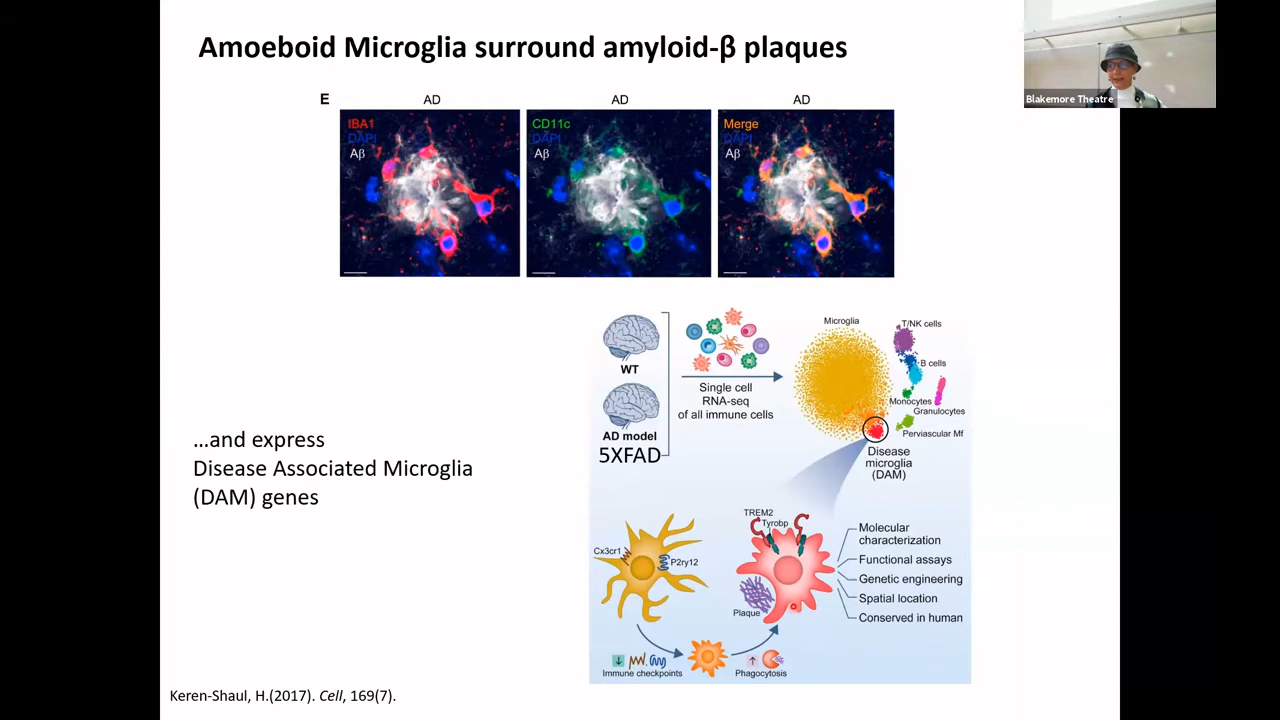 Amoeboid Microglia surround amyloid-β plaques
Blakemore Theatre
E
AD
AD
AD
IBA1
DAPI
Aβ
CD11c
DAPI
Aβ
Merge
DAPI
Aβ
WT
AD model
5XFAD
Single cell
RNA-seq
of all immune cells
Microglia
T/NK cells
B cells
Monocytes
Granulocytes
Perviascular Mf
Disease
microglia
(DAM)
…and express
Disease Associated Microglia
(DAM) genes
Cx3cr1
P2ry12
TREM2
Tyrobp
Plaque
Molecular
characterization
Functional assays
Genetic engineering
Spatial location
Conserved in human
Immune checkpoints
Phagocytosis
Keren-Shaul, H.(2017). Cell, 169(7).